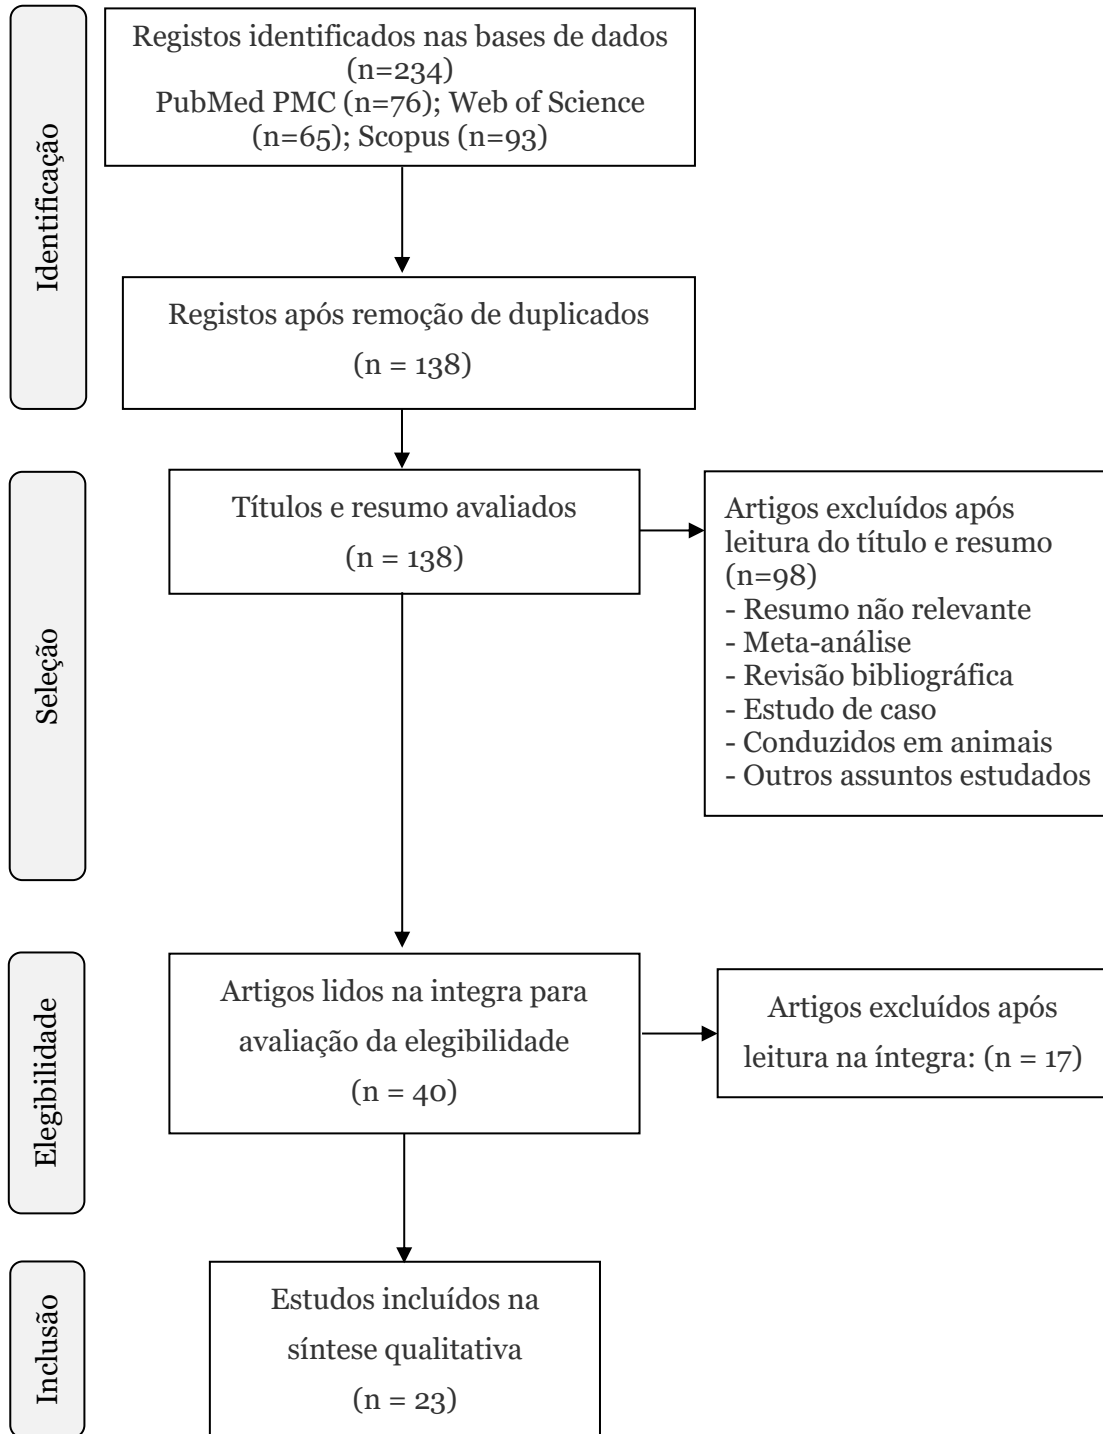 Identificação
Registos identificados nas bases de dados
(n=234)
PubMed PMC (n=76); Web of Science
(n=65); Scopus (n=93)
Registos após remoção de duplicados
(n = 138)
Seleção
Títulos e resumo avaliados
(n = 138)
Artigos excluídos após
leitura do título e resumo
(n=98)
- Resumo não relevante
- Meta-análise
- Revisão bibliográfica
- Estudo de caso
- Conduzidos em animais
- Outros assuntos estudados
Elegibilidade
Artigos lidos na integra para
avaliação da elegibilidade
(n = 40)
Artigos excluídos após
leitura na íntegra: (n = 17)
Inclusão
Estudos incluídos na
síntese qualitativa
(n = 23)